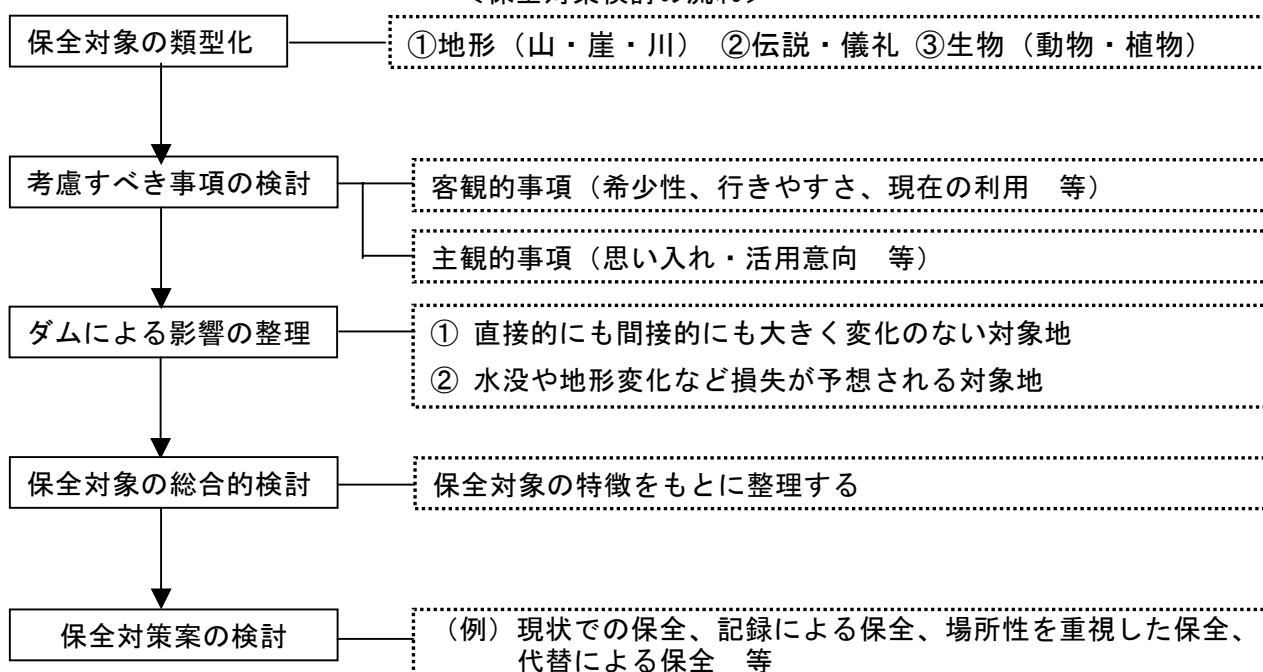 保全対象の類型化
①地形（山・崖・川） ②伝説・儀礼 ③生物（動物・植物）
考慮すべき事項の検討
客観的事項（希少性、行きやすさ、現在の利用　等）
主観的事項（思い入れ・活用意向　等）
ダムによる影響の整理
① 直接的にも間接的にも大きく変化のない対象地
② 水没や地形変化など損失が予想される対象地
保全対象の総合的検討
保全対象の特徴をもとに整理する
保全対策案の検討
（例）現状での保全、記録による保全、場所性を重視した保全、
代替による保全　等